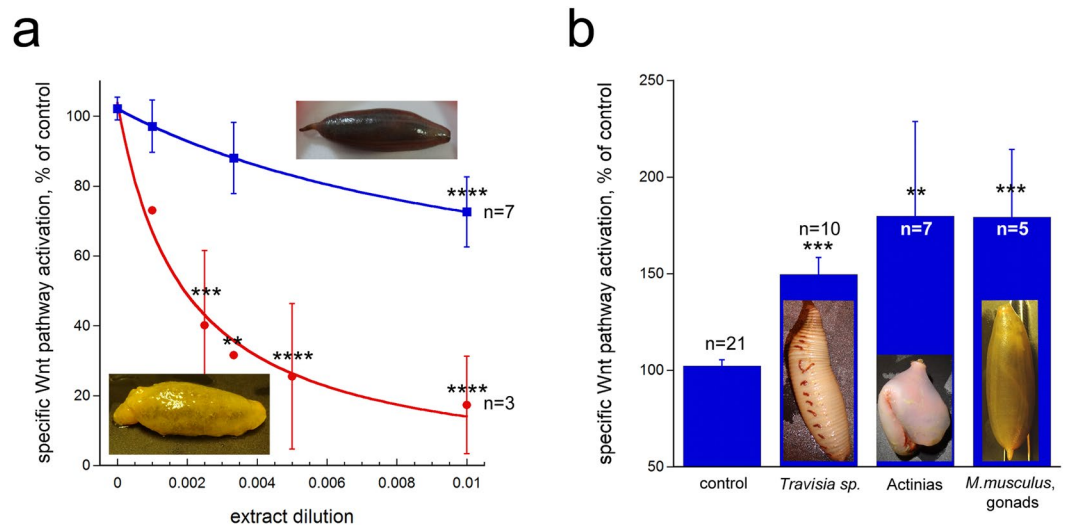 a
specific Wnt pathway activation, % of control
100
80
60
40
20
0
0
0.002
0.004
0.006
0.008
0.01
extract dilution
****
n=7
***
**
****
****
n=3
b
specific Wnt pathway activation, % of control
250
200
150
100
50
n=21
n=10
***
**
n=7
***
n=5
control
Travisia sp.
Actinias
M.musculus,
gonads